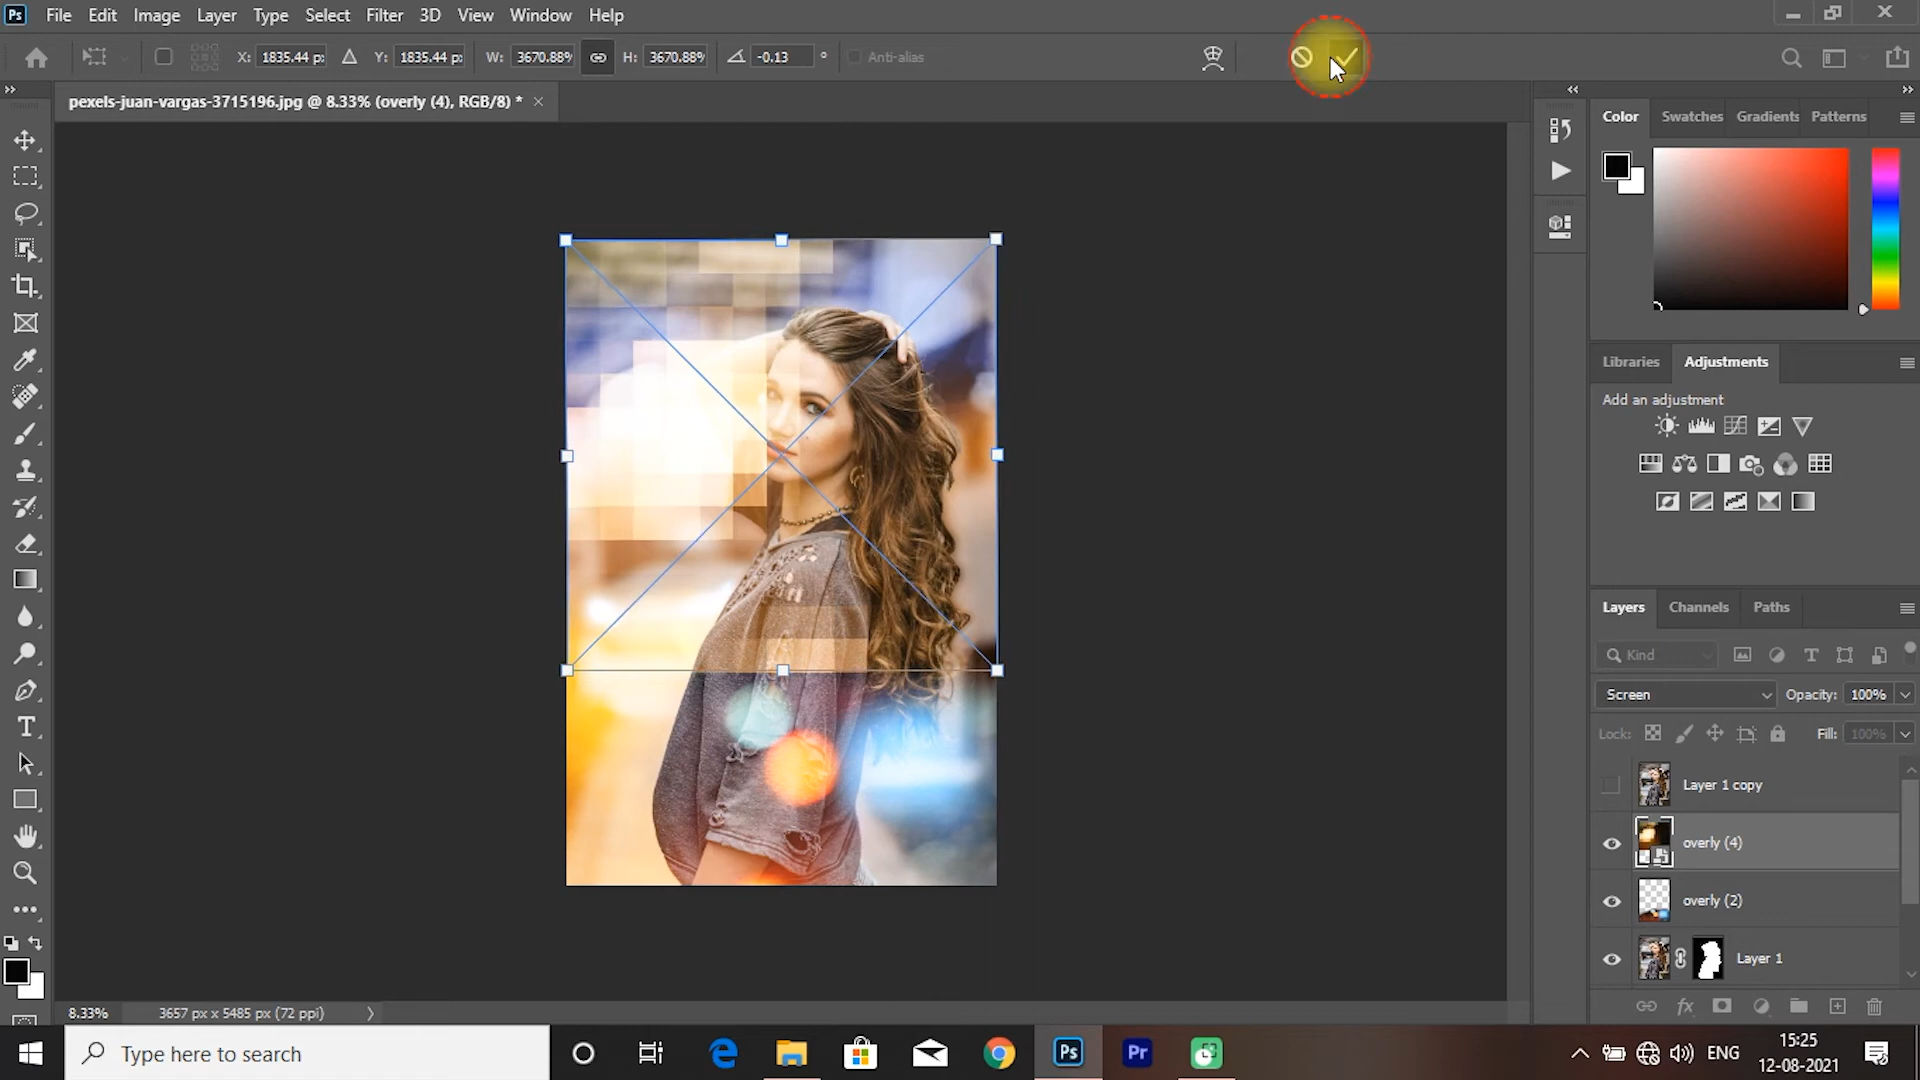 Ps File Edit Image Layer Type Select Filter 3D View Window Help
X: 1835.44 p: Y: 1835.44 p: W: 3670.88% H: 3670.88% -0.13 ° Anti-alias
pexels-juan-vargas-3715196.jpg @ 8.33% (overly (4), RGB/8) *
Color Swatches Gradients Patterns
Libraries Adjustments
Add an adjustment
Layers Channels Paths
Kind
Screen Opacity: 100%
Lock: Fill: 100%
Layer 1 copy
overly (4)
overly (2)
Layer 1
8.33% 3657 px x 5485 px (72 ppi)
Type here to search
Ps Pr
ENG
15:25
12-08-2021